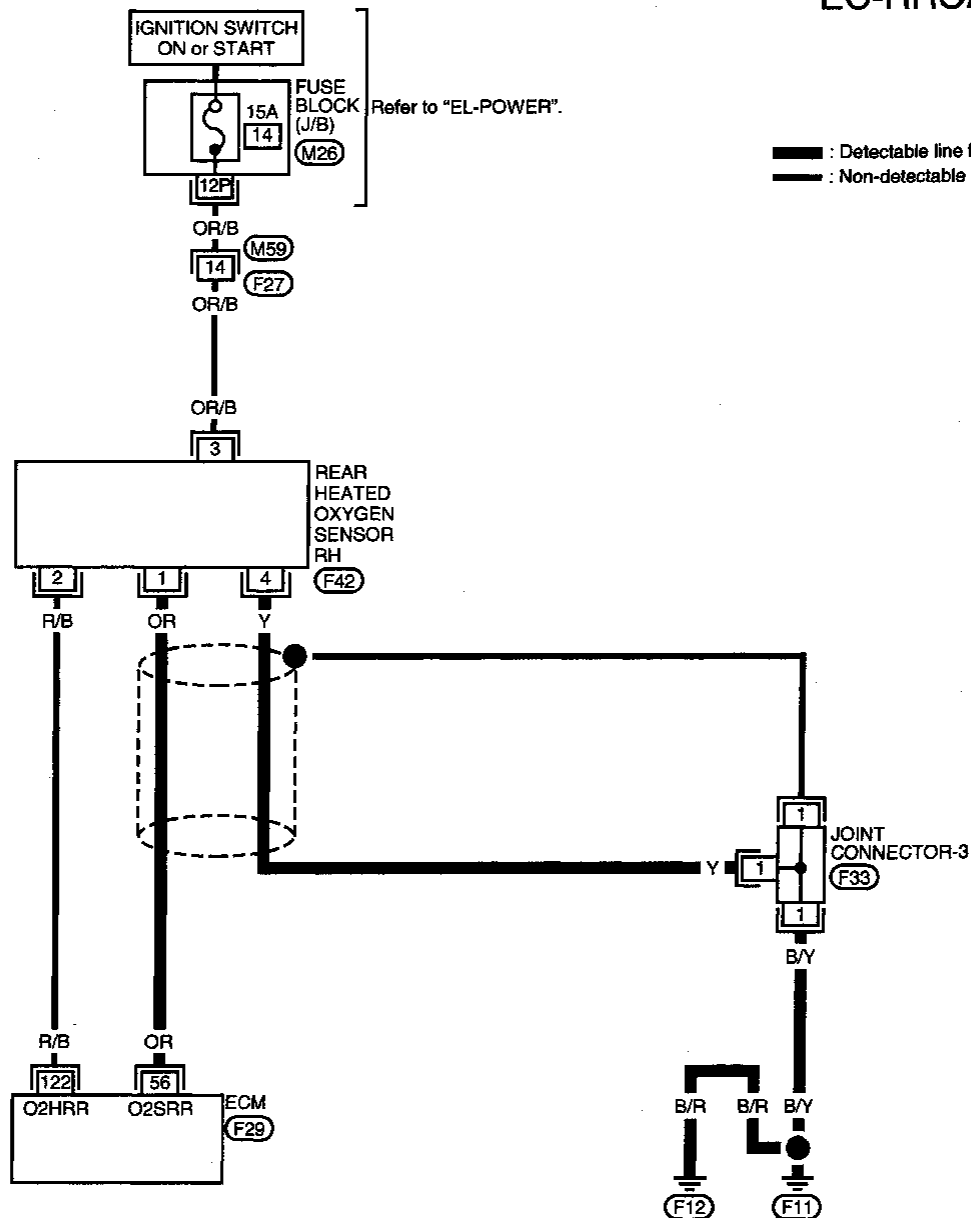 EC-RRO2
IGNITION SWITCH
ON or START
FUSE
BLOCK
(J/B)
Refer to "EL-POWER".
15A
14
M26
12P
: Detectable line f
: Non-detectable
OR/B
M59
14
F27
OR/B
OR/B
3
REAR
HEATED
OXYGEN
SENSOR
RH
F42
2 1 4
R/B OR Y
1
JOINT
CONNECTOR-3
F33
Y 1
1
B/Y
R/B OR
122 56
O2HRR O2SRR
ECM
F29
B/R B/R B/Y
F12 F11